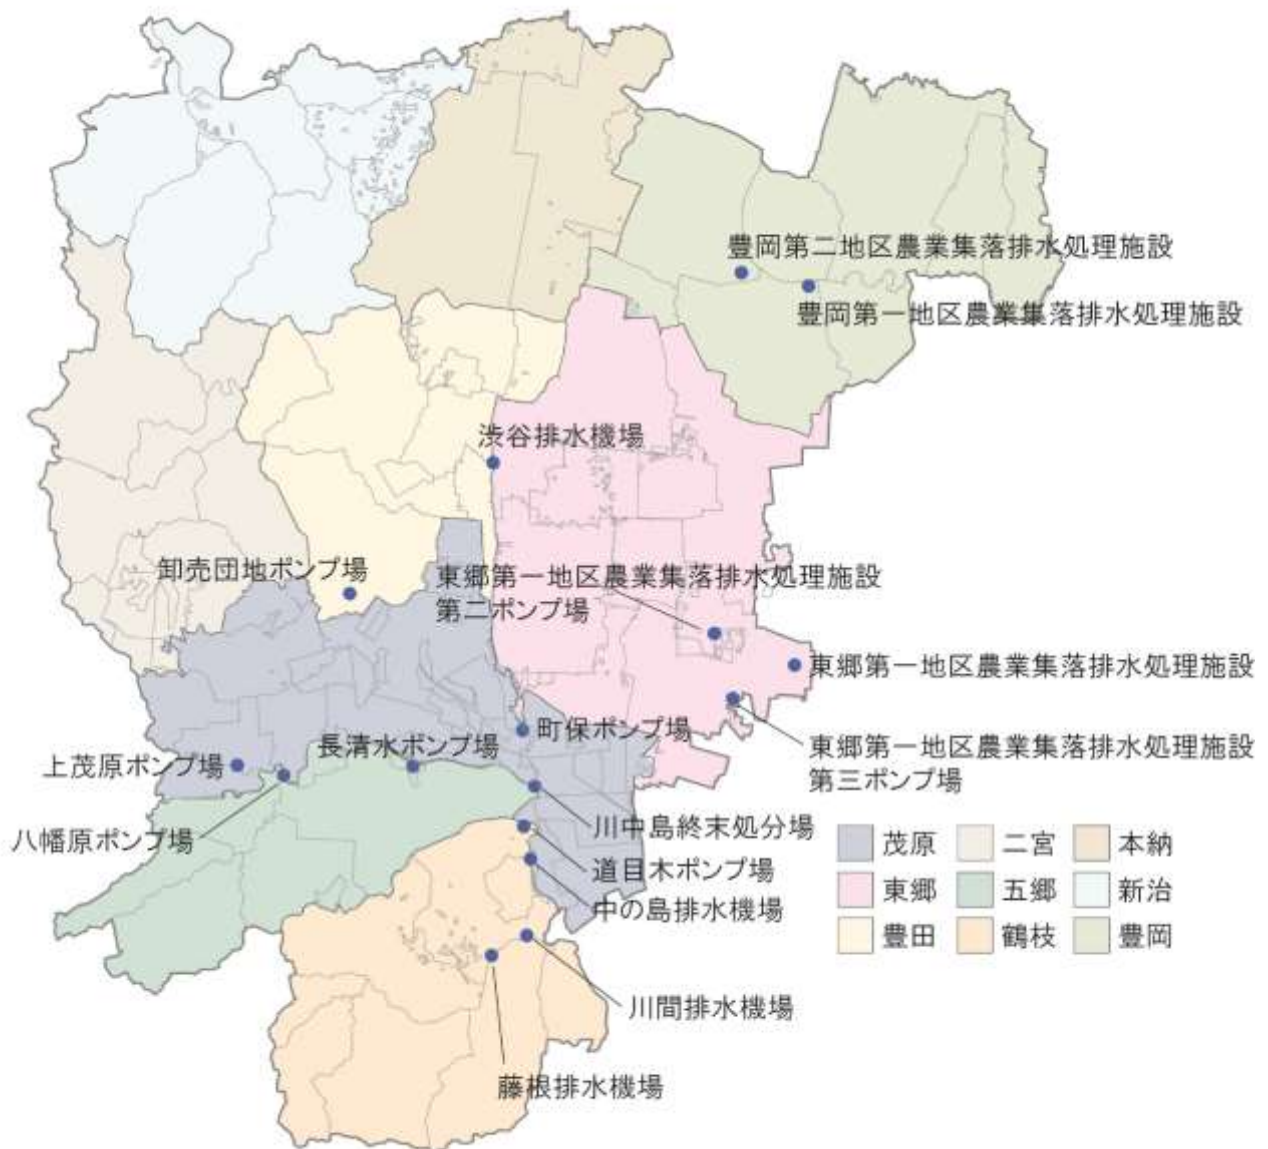 豊岡第二地区農業集落排水処理施設
豊岡第一地区農業集落排水処理施設
渋谷排水機場
卸売団地ポンプ場
東郷第一地区農業集落排水処理施設
第二ポンプ場
東郷第一地区農業集落排水処理施設
町保ポンプ場
長清水ポンプ場
上茂原ポンプ場
東郷第一地区農業集落排水処理施設
第三ポンプ場
八幡原ポンプ場
川中島終末処分場
道目木ポンプ場
中の島排水機場
川間排水機場
藤根排水機場
茂原 二宮 本納
東郷 五郷 新治
豊田 鶴枝 豊岡